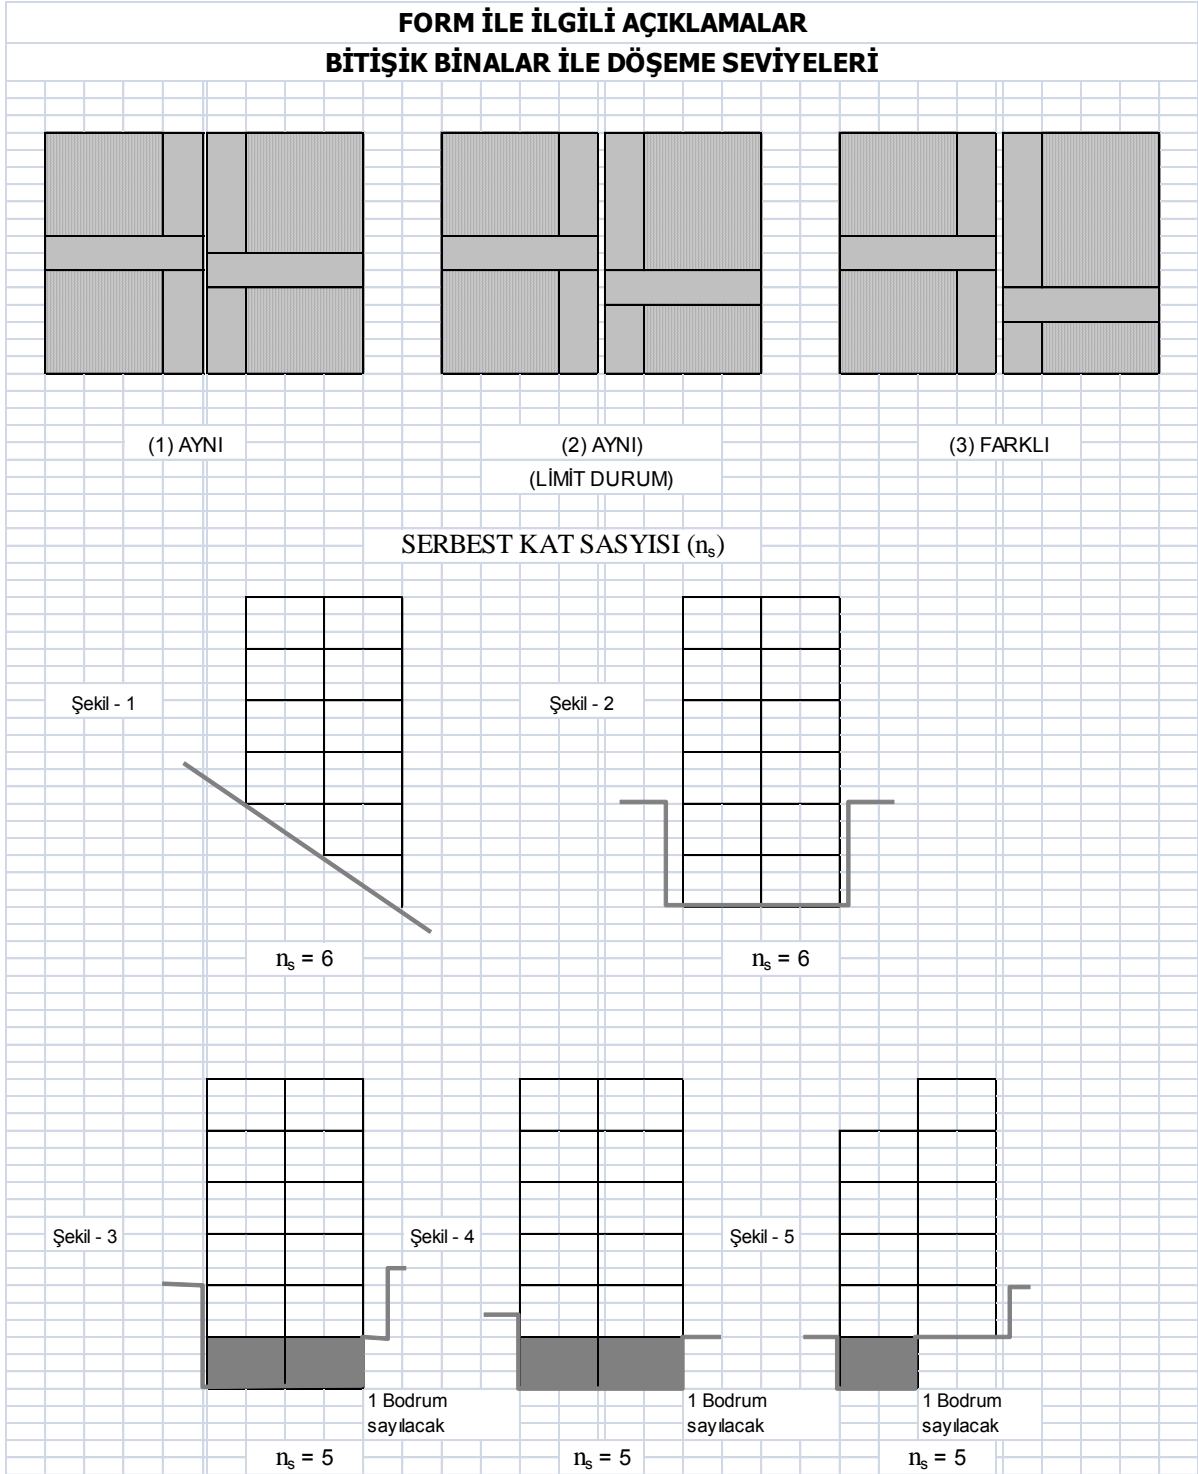 FORM İLE İLGİLİ AÇIKLAMALAR
BİTİŞİK BİNALAR İLE DÖŞEME SEVİYELERİ
(1) AYNI
(2) AYNI)
(LİMİT DURUM)
(3) FARKLI
SERBEST KAT SASYISI (nₛ)
Şekil - 1
Şekil - 2
nₛ = 6
nₛ = 6
Şekil - 3
Şekil - 4
Şekil - 5
1 Bodrum
sayılacak
1 Bodrum
sayılacak
1 Bodrum
sayılacak
nₛ = 5
nₛ = 5
nₛ = 5